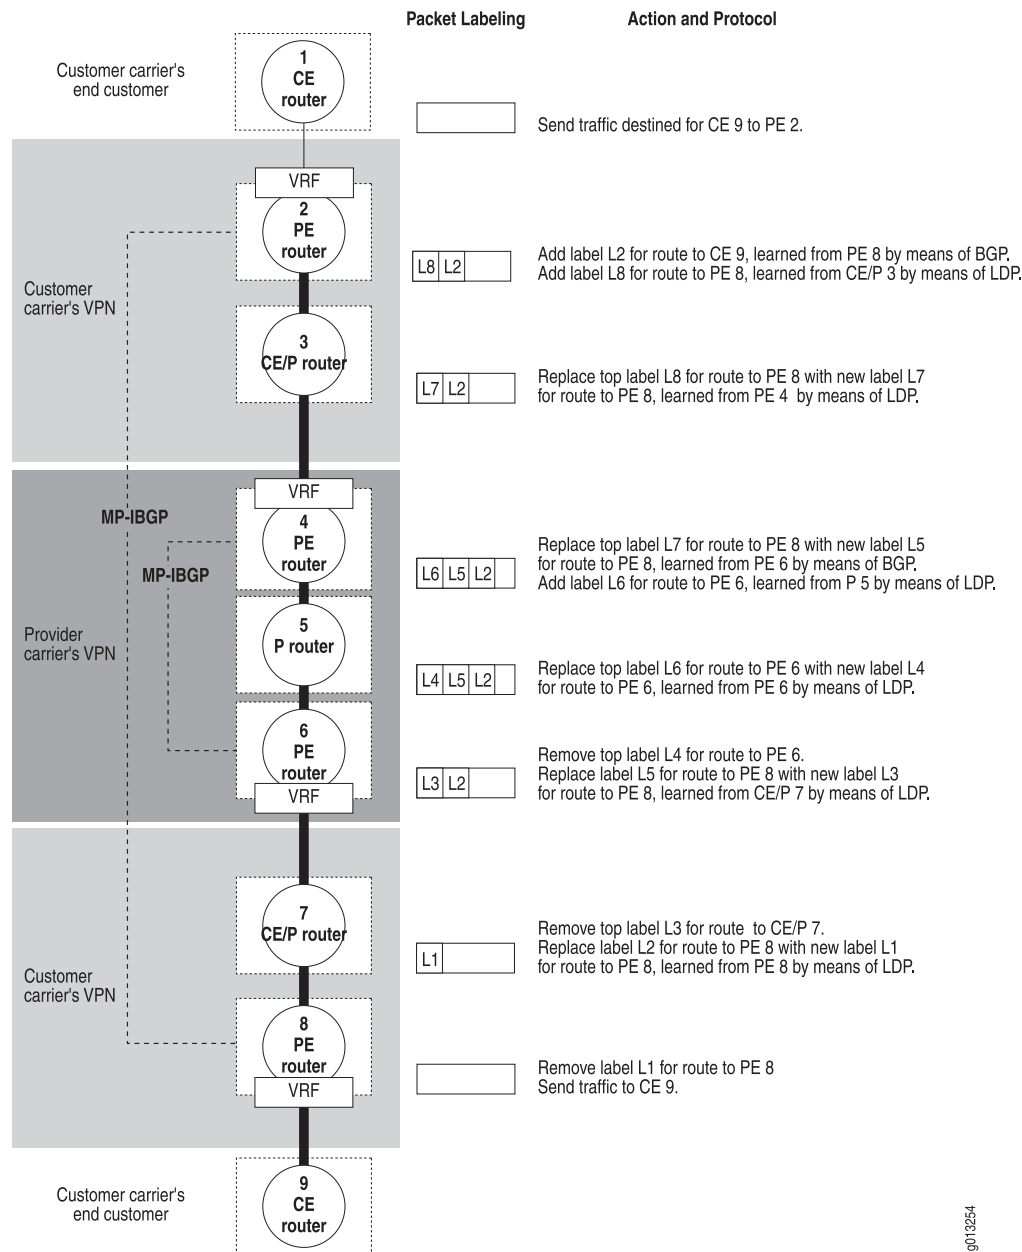 Packet Labeling
Action and Protocol
Customer carrier's
end customer
1
CE
router
Send traffic destined for CE 9 to PE 2.
VRF
2
PE
router
L8 L2
Add label L2 for route to CE 9, learned from PE 8 by means of BGP.
Add label L8 for route to PE 8, learned from CE/P 3 by means of LDP.
Customer
carrier's VPN
3
CE/P router
L7 L2
Replace top label L8 for route to PE 8 with new label L7
for route to PE 8, learned from PE 4 by means of LDP.
VRF
MP-IBGP
4
PE
router
MP-IBGP
L6 L5 L2
Replace top label L7 for route to PE 8 with new label L5
for route to PE 8, learned from PE 6 by means of BGP.
Add label L6 for route to PE 6, learned from P 5 by means of LDP.
Provider
carrier's VPN
5
P router
L4 L5 L2
Replace top label L6 for route to PE 6 with new label L4
for route to PE 6, learned from PE 6 by means of LDP.
6
PE
router
VRF
L3 L2
Remove top label L4 for route to PE 6.
Replace label L5 for route to PE 8 with new label L3
for route to PE 8, learned from CE/P 7 by means of LDP.
7
CE/P router
L1
Remove top label L3 for route to CE/P 7.
Replace label L2 for route to PE 8 with new label L1
for route to PE 8, learned from PE 8 by means of LDP.
Customer
carrier's VPN
8
PE
router
VRF
Remove label L1 for route to PE 8
Send traffic to CE 9.
Customer carrier's
end customer
9
CE
router
g013254